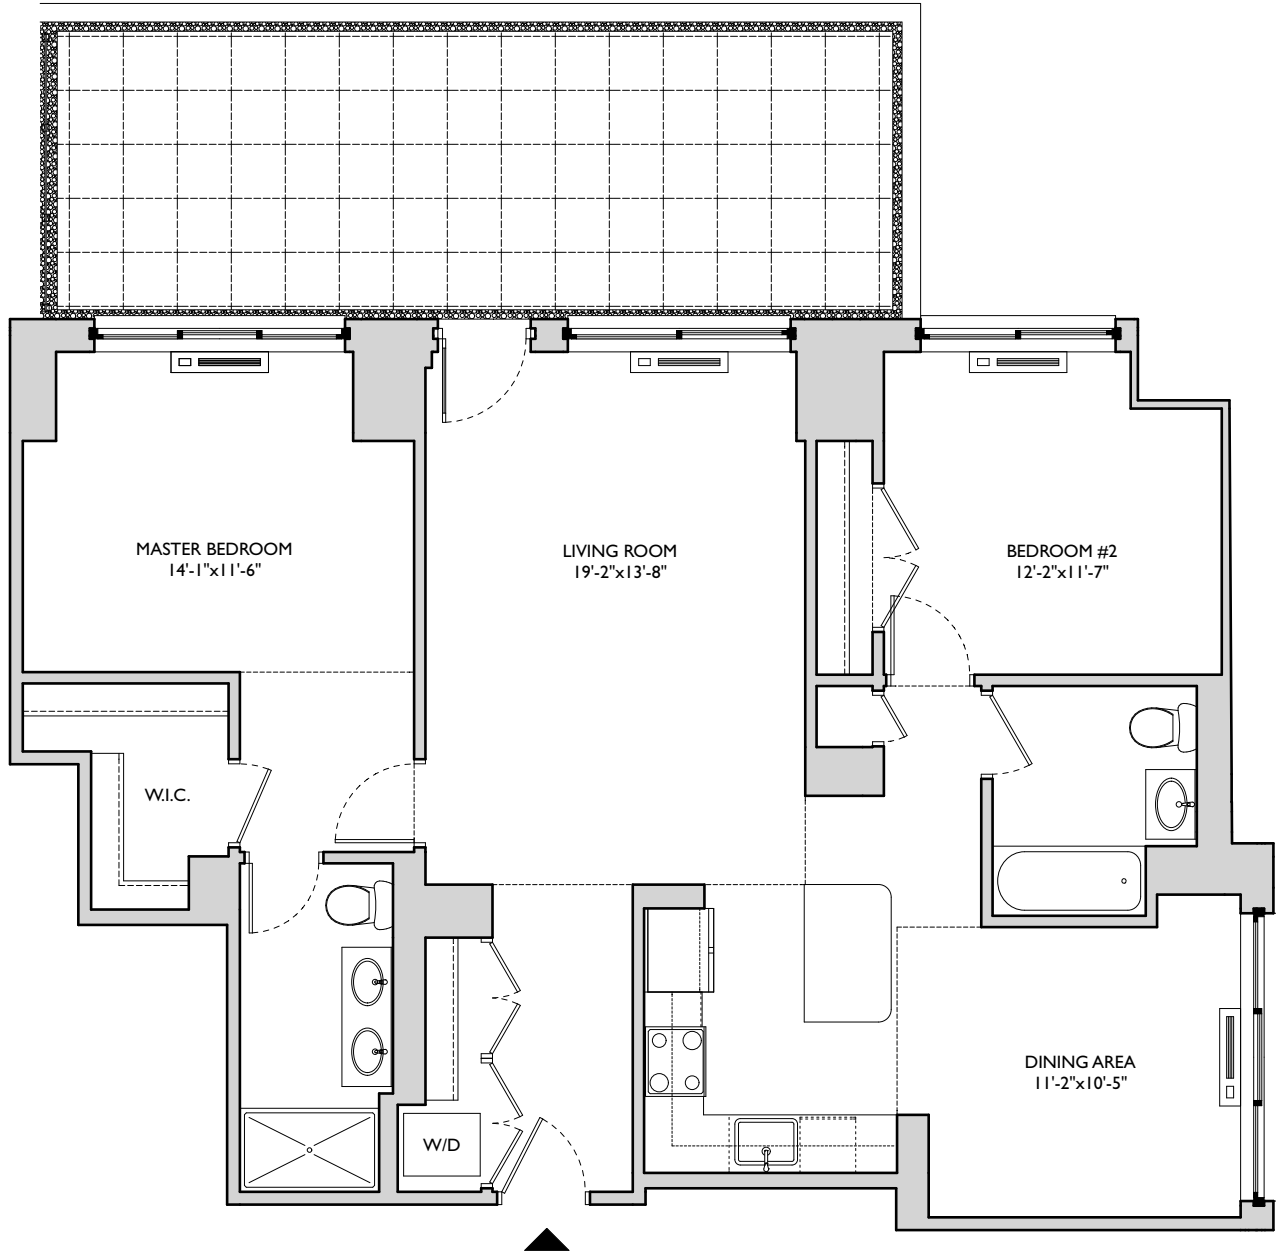 MASTER BEDROOM
14'-1"x11'-6"
LIVING ROOM
19'-2"x13'-8"
BEDROOM #2
12'-2"x11'-7"
W.I.C.
DINING AREA
11'-2"x10'-5"
W/D